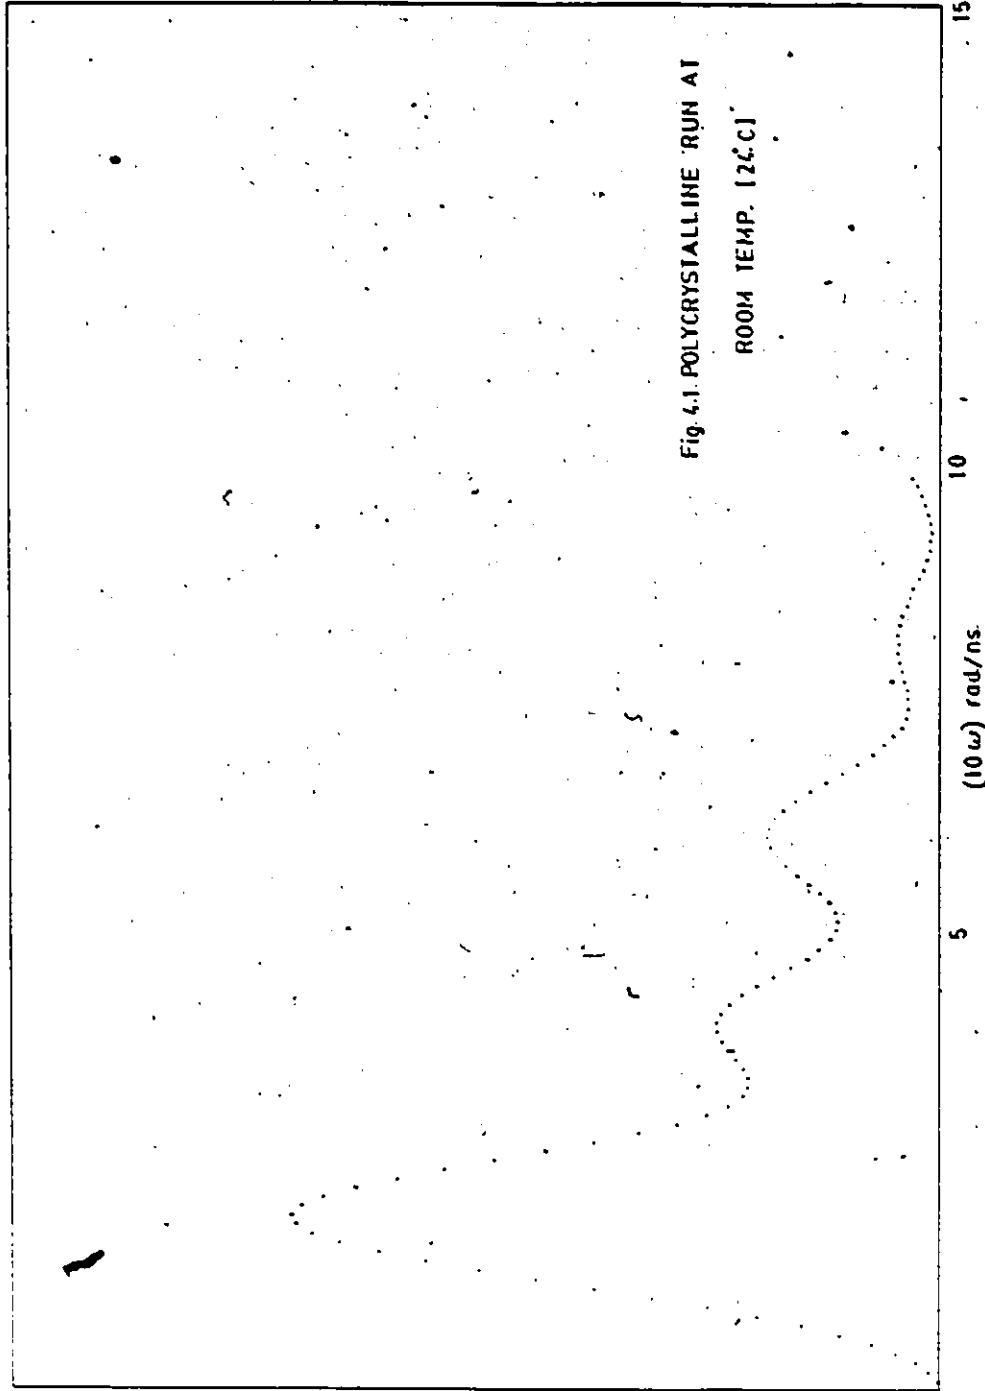 Fig. 4.1. POLYCRYSTALLINE RUN AT
ROOM TEMP. [24°C]
5
10
15
(10ω) rad/ns.